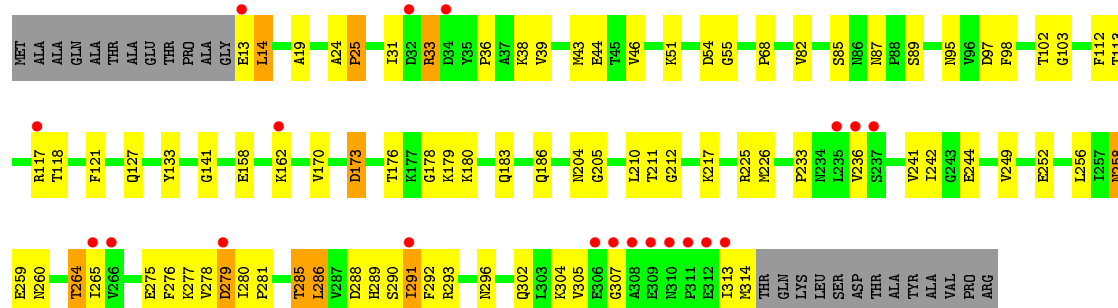 MET ALA ALA GLN ALA THR ALA GLU THR PRO ALA GLY E13 L14 A19 A24 P25 I31 D32 R33 D34 Y35 P36 A37 K38 V39 M43 E44 T45 V46 K51 D54 G55 P68 V82 S85 N86 N87 P88 S89 N95 V96 D97 F98 T102 G103 F112 T113
R117 T118 F121 Q127 Y133 G141 E158 K162 V170 D173 T176 K177 G178 K179 K180 Q183 Q186 N204 G205 L210 T211 G212 K217 R225 M226 P233 N234 L235 V236 S237 V241 I242 G243 E244 V249 E252 L256 I257 N258
E259 N260 T264 I265 V266 E275 F276 K277 V278 D279 I280 P281 T285 L286 V287 D288 H289 S290 I291 F292 R293 N296 Q302 L303 K304 V305 E306 G307 A308 E309 N310 P311 E312 I313 M314 THR GLN LYS LEU SER ASP THR ALA TYR ALA VAL PRO ARG